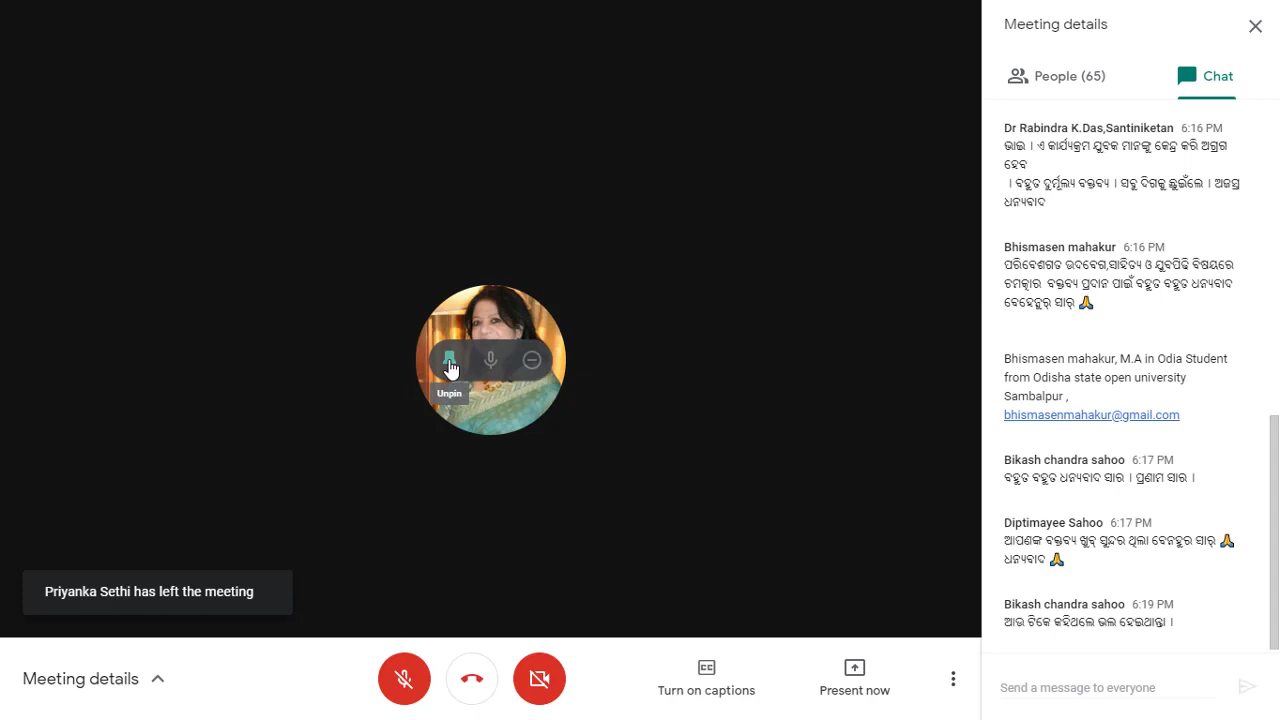 Meeting details
People (65)
Chat
Dr Rabindra K.Das,Santiniketan 6:16 PM
ଭାଇ । ଏ କାର୍ଯ୍ୟକ୍ରମ ଯୁବକ ମାନଙ୍କୁ କେନ୍ଦ୍ର କରି ଅଗ୍ରଗ
ହେବ
। ବହୁତ ଦୁର୍ମୂଲ୍ୟ ବକ୍ତବ୍ୟ । ସବୁ ଦିଗକୁ ଛୁଇଁଲେ । ଅଜସ୍ର
ଧନ୍ୟବାଦ
Bhismasen mahakur 6:16 PM
ପରିବେଶଗତ ଉଦବେଗ,ସାହିତ୍ୟ ଓ ଯୁବପିଢି ବିଷୟରେ
ଚମତ୍କାର ବକ୍ତବ୍ୟ ପ୍ରଦାନ ପାଇଁ ବହୁତ ବହୁତ ଧନ୍ୟବାଦ
ବେହେନୁର୍ ସାର୍ 🙏
Bhismasen mahakur, M.A in Odia Student
from Odisha state open university
Sambalpur ,
bhismasenmahakur@gmail.com
Bikash chandra sahoo 6:17 PM
ବହୁତ ବହୁତ ଧନ୍ୟବାଦ ସାର । ପ୍ରଣାମ ସାର ।
Diptimayee Sahoo 6:17 PM
ଆପଣଙ୍କ ବକ୍ତବ୍ୟ ଖୁବ୍ ସୁନ୍ଦର ଥିଲା ବେନହୁର ସାର୍ 🙏
ଧନ୍ୟବାଦ 🙏
Bikash chandra sahoo 6:19 PM
ଆଉ ଟିକେ କହିଥଲେ ଭଲ ହେଇଥାନ୍ତା ।
Send a message to everyone
Unpin
Priyanka Sethi has left the meeting
Meeting details
Turn on captions
Present now